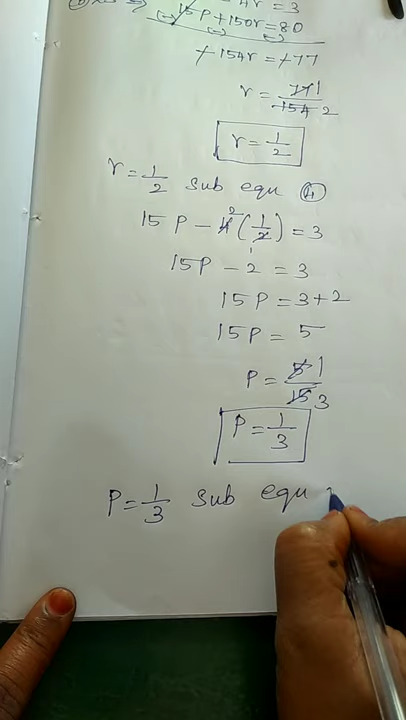 - 4r = 3
15P + 150r = 80
(-) (-) (-)
+154r = +77
r = 77 1 / 154 2
r = 1/2
r = 1/2 sub equ ④
15P - 4 2 (1/2 1) = 3
15P - 2 = 3
15P = 3+2
15P = 5
P = 5 1 / 15 3
P = 1/3
P = 1/3 sub equ